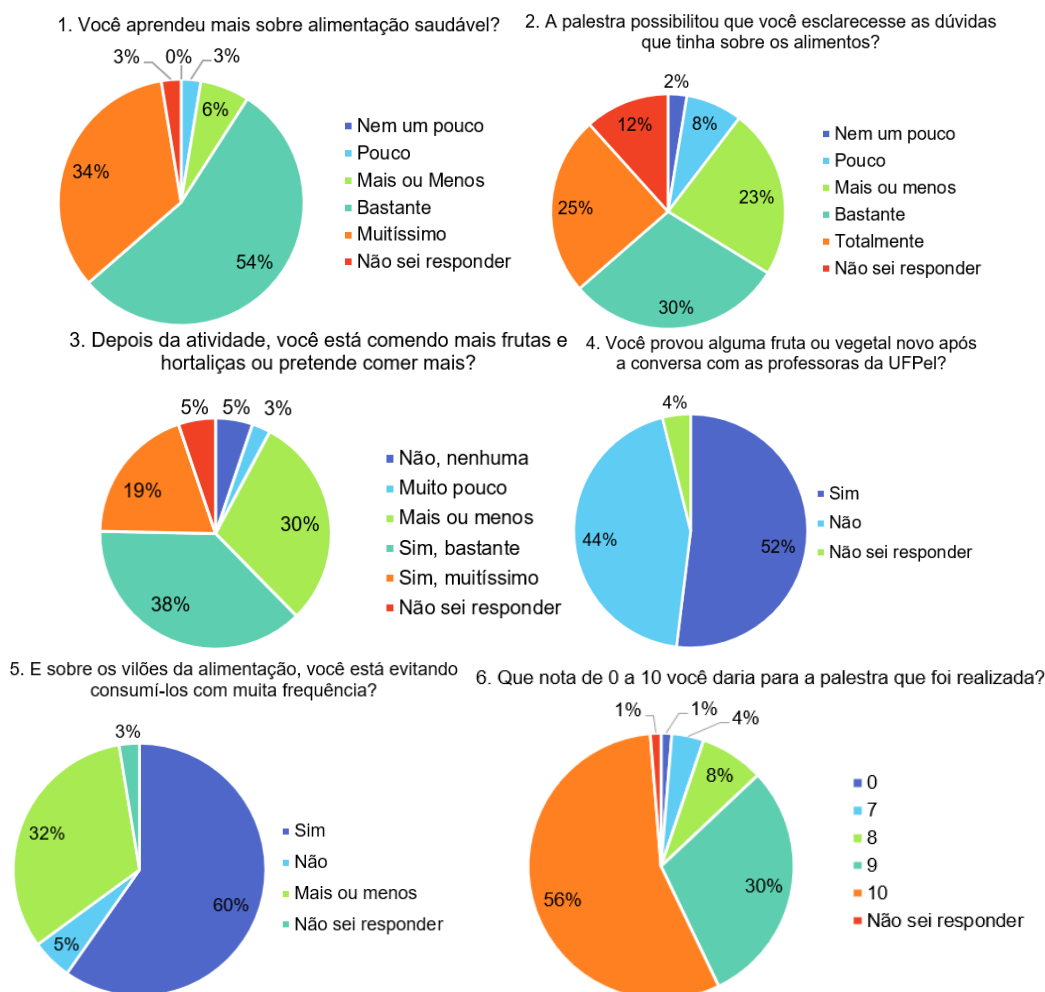 1. Você aprendeu mais sobre alimentação saudável?
3%
0%
3%
6%
34%
54%
Nem um pouco
Pouco
Mais ou Menos
Bastante
Muitíssimo
Não sei responder
2. A palestra possibilitou que você esclarecesse as dúvidas
que tinha sobre os alimentos?
2%
12%
8%
23%
25%
30%
Nem um pouco
Pouco
Mais ou menos
Bastante
Totalmente
Não sei responder
3. Depois da atividade, você está comendo mais frutas e
hortaliças ou pretende comer mais?
5%
5%
3%
19%
30%
38%
Não, nenhuma
Muito pouco
Mais ou menos
Sim, bastante
Sim, muitíssimo
Não sei responder
4. Você provou alguma fruta ou vegetal novo após
a conversa com as professoras da UFPel?
4%
44%
52%
Sim
Não
Não sei responder
5. E sobre os vilões da alimentação, você está evitando
consumí-los com muita frequência?
3%
32%
60%
5%
Sim
Não
Mais ou menos
Não sei responder
6. Que nota de 0 a 10 você daria para a palestra que foi realizada?
1%
1%
4%
8%
56%
30%
0
7
8
9
10
Não sei responder